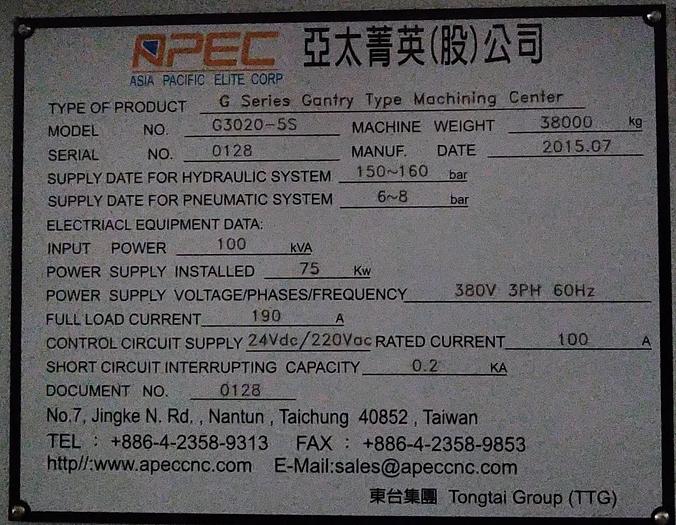 APEC 亞太菁英(股)公司
ASIA PACIFIC ELITE CORP
TYPE OF PRODUCT G Series Gantry Type Machining Center
MODEL NO. G3020-5S MACHINE WEIGHT 38000 kg
SERIAL NO. 0128 MANUF. DATE 2015.07
SUPPLY DATE FOR HYDRAULIC SYSTEM 150~160 bar
SUPPLY DATE FOR PNEUMATIC SYSTEM 6~8 bar
ELECTRIACL EQUIPMENT DATA:
INPUT POWER 100 kVA
POWER SUPPLY INSTALLED 75 Kw
POWER SUPPLY VOLTAGE/PHASES/FREQUENCY 380V 3PH 60Hz
FULL LOAD CURRENT 190 A
CONTROL CIRCUIT SUPPLY 24Vdc/220Vac RATED CURRENT 100 A
SHORT CIRCUIT INTERRUPTING CAPACITY 0.2 KA
DOCUMENT NO. 0128
No.7, Jingke N. Rd. , Nantun , Taichung 40852 , Taiwan
TEL : +886-4-2358-9313 FAX : +886-4-2358-9853
http//:www.apeccnc.com E-Mail:sales@apeccnc.com
東台集團 Tongtai Group (TTG)